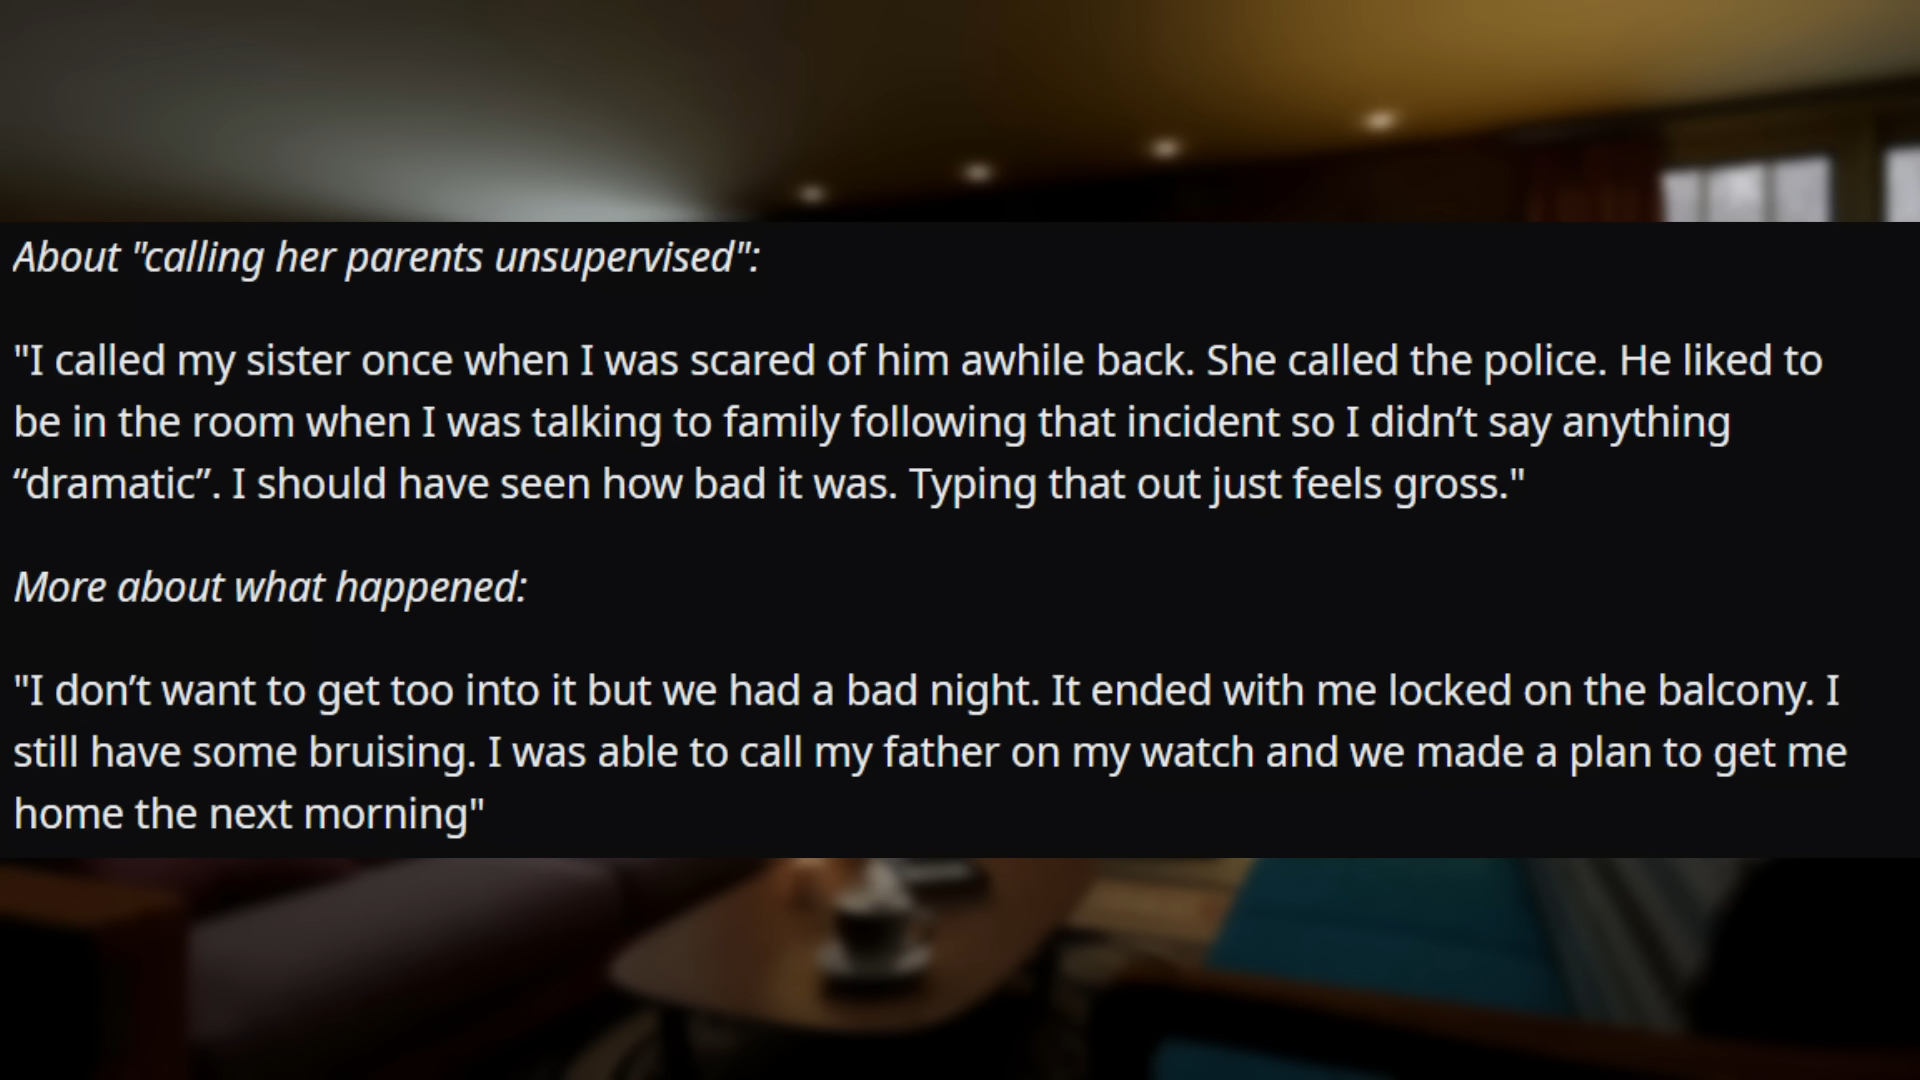 About "calling her parents unsupervised":
"I called my sister once when I was scared of him awhile back. She called the police. He liked to
be in the room when I was talking to family following that incident so I didn’t say anything
“dramatic”. I should have seen how bad it was. Typing that out just feels gross."
More about what happened:
"I don’t want to get too into it but we had a bad night. It ended with me locked on the balcony. I
still have some bruising. I was able to call my father on my watch and we made a plan to get me
home the next morning"